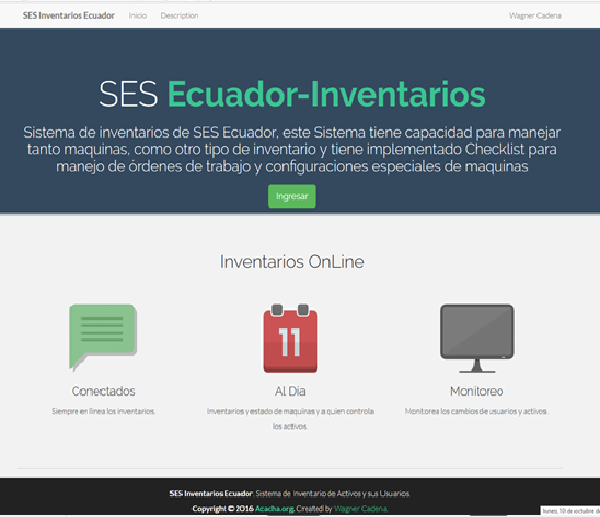 SES Inventarios Ecuador Inicio Description Wagner Cadena
SES Ecuador-Inventarios
Sistema de inventarios de SES Ecuador, este Sistema tiene capacidad para manejar
tanto maquinas, como otro tipo de inventario y tiene implementado Checklist para
manejo de órdenes de trabajo y configuraciones especiales de maquinas
Ingresar
Inventarios OnLine
11
Conectados
Siempre en línea los inventarios.
Al Dia
Inventarios y estado de maquinas y a quien controla
los activos.
Monitoreo
Monitorea los cambios de usuarios y activos.
SES Inventarios Ecuador. Sistema de Inventario de Activos y sus Usuarios.
Copyright © 2016 Acacha.org. Created by Wagner Cadena.
lunes, 10 de octubre d